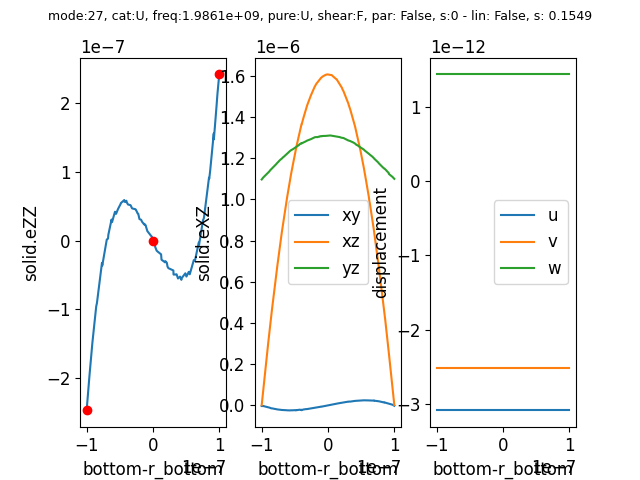 mode:27, cat:U, freq:1.9861e+09, pure:U, shear:F, par: False, s:0 - lin: False, s: 0.1549
1e−7
2
1
0
−1
−2
solid.eZZ
−1
0
1
1e−7
bottom-r_bottom
1e−6
1.6
1.4
1.2
1.0
0.8
0.6
0.4
0.2
0.0
solid.eXZ
xy
xz
yz
−1
0
1
1e−7
bottom-r_bottom
1e−12
1
0
−1
−2
−3
displacement
u
v
w
−1
0
1
1e−7
bottom-r_bottom